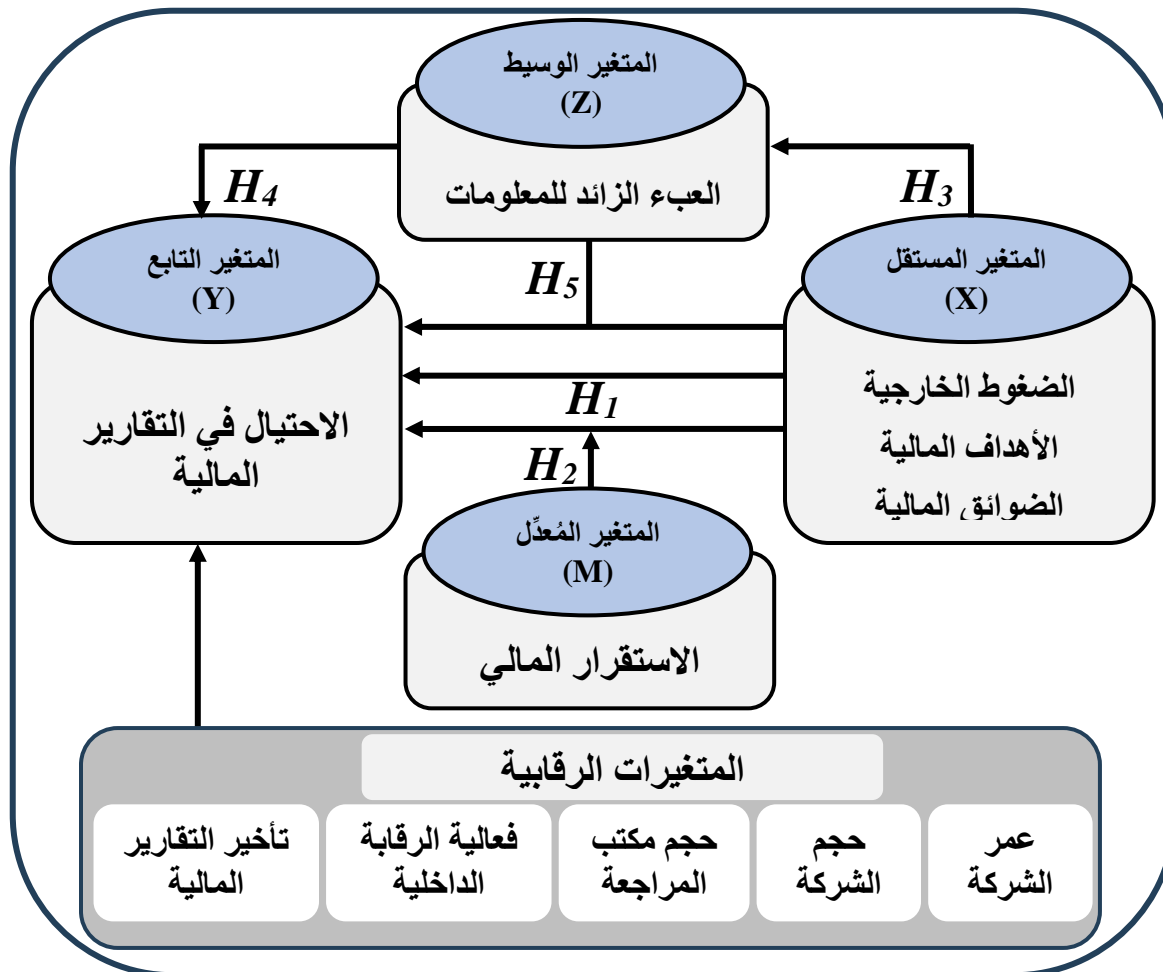 المتغير الوسيط
(Z)
العبء الزائد للمعلومات
H3
H4
المتغير المستقل
(X)
الضغوط الخارجية
الأهداف المالية
الضوائق المالية
المتغير التابع
(Y)
الاحتيال في التقارير
المالية
H5
H1
H2
المتغير المُعدِّل
(M)
الاستقرار المالي
المتغيرات الرقابية
عمر
الشركة
حجم
الشركة
حجم مكتب
المراجعة
فعالية الرقابة
الداخلية
تأخير التقارير
المالية